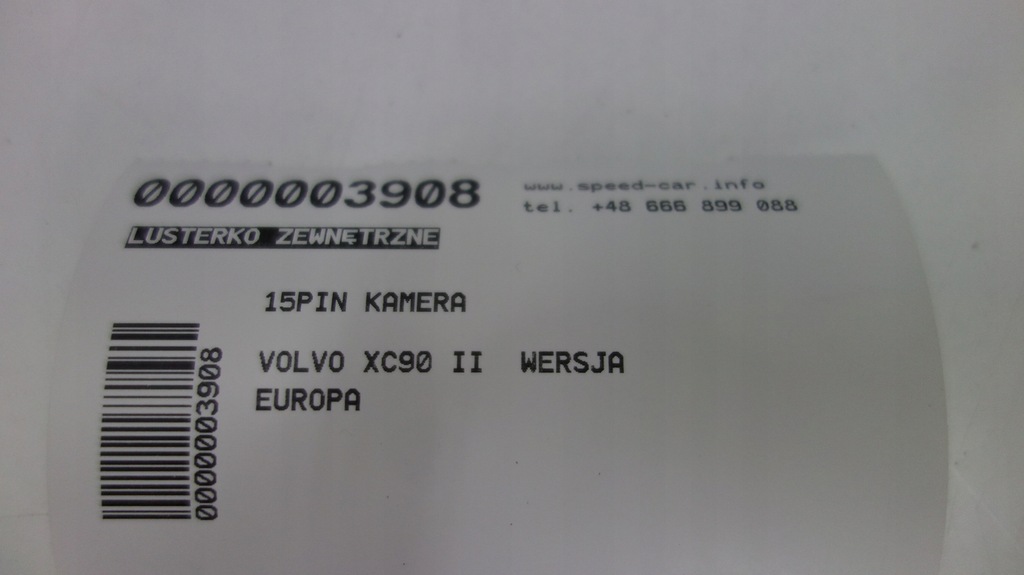 0000003908
www.speed-car.info
tel. +48 666 899 088
LUSTERKO ZEWNĘTRZNE
15PIN KAMERA
VOLVO XC90 II WERSJA
EUROPA
0000003908